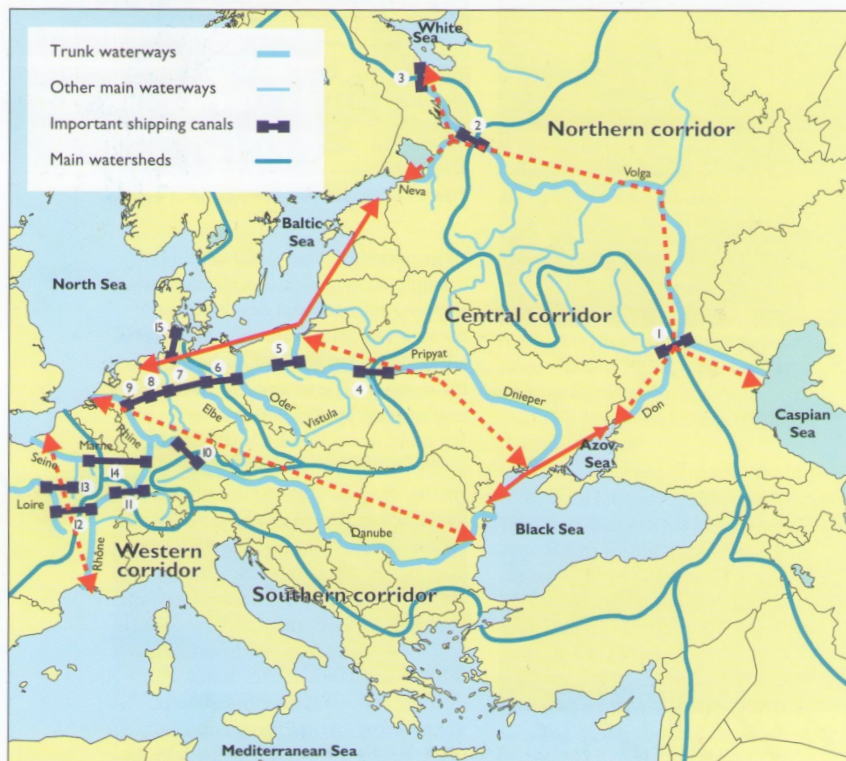 Trunk waterways
Other main waterways
Important shipping canals
Main watersheds
White
Sea
3
2
Northern corridor
Volga
Neva
Baltic
Sea
North Sea
Central corridor
1
15
Pripyat
5
4
6
7
8
9
Dnieper
Elbe
Oder
Vistula
Rhine
Don
Caspian
Sea
Azov
Sea
10
Marne
Seine
14
13
11
Loire
12
Danube
Black Sea
Rhône
Western
corridor
Southern corridor
Mediterranean Sea